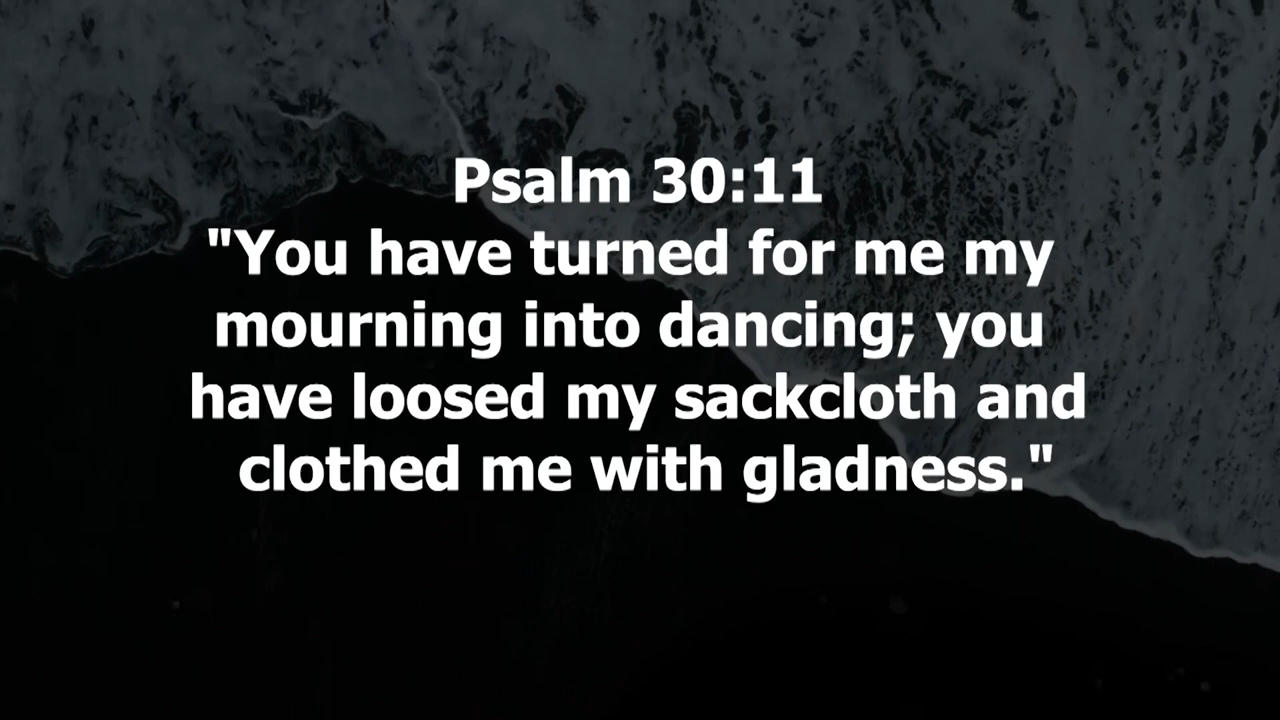 Psalm 30:11
"You have turned for me my
mourning into dancing; you
have loosed my sackcloth and
clothed me with gladness."